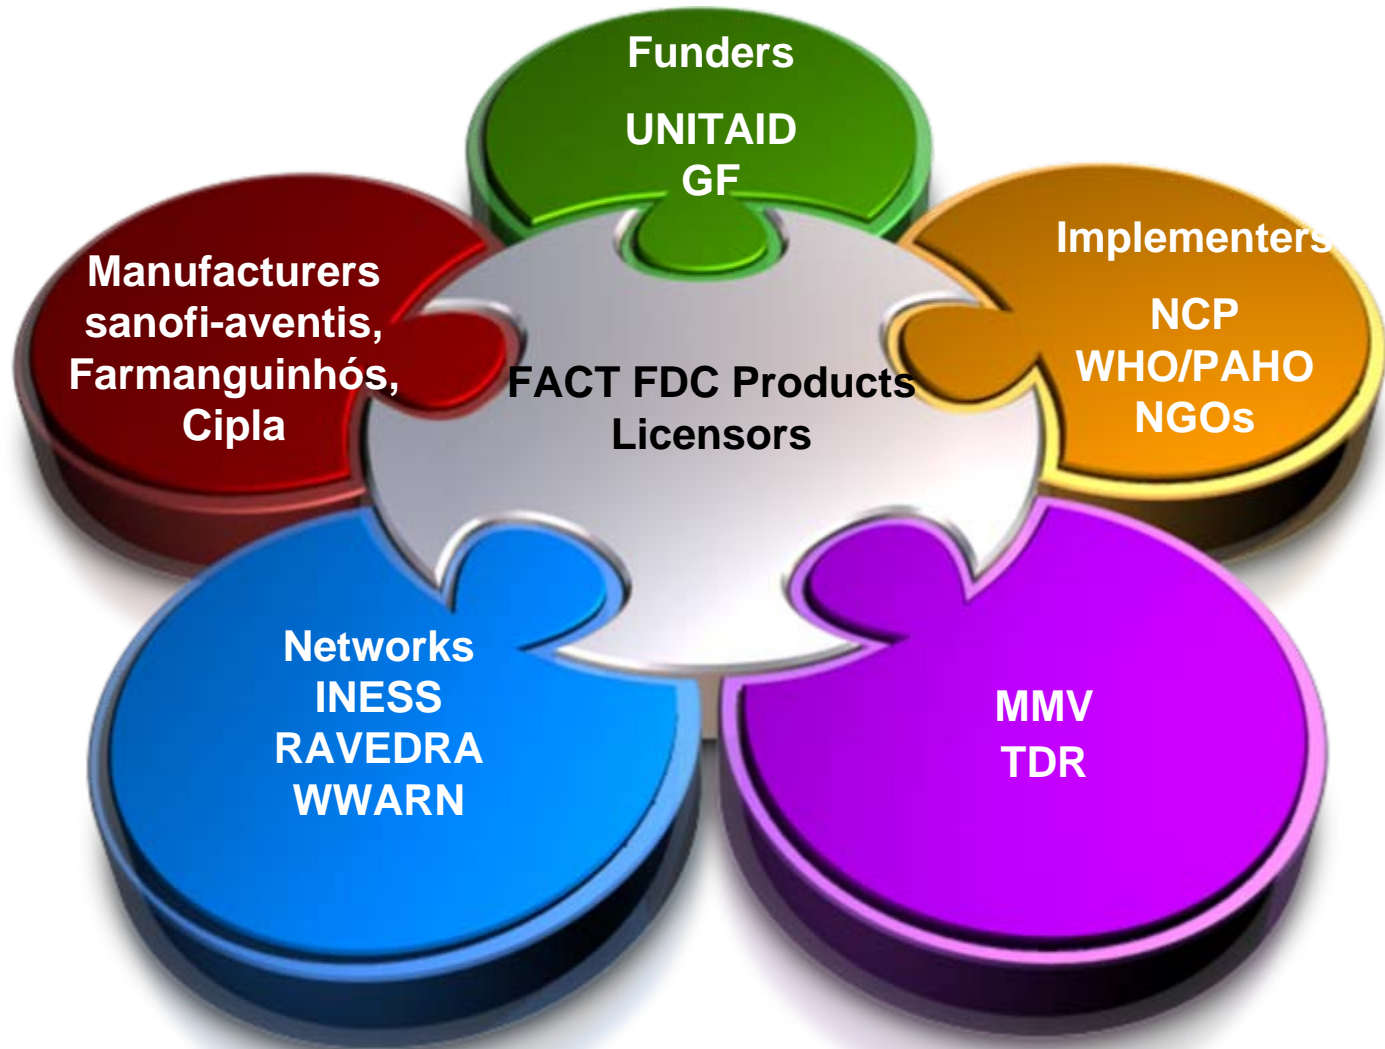 Funders
UNITAID
GF
Manufacturers
sanofi-aventis,
Farmanguinhós,
Cipla
Implementers
NCP
WHO/PAHO
NGOs
FACT FDC Products
Licensors
Networks
INESS
RAVEDRA
WWARN
MMV
TDR